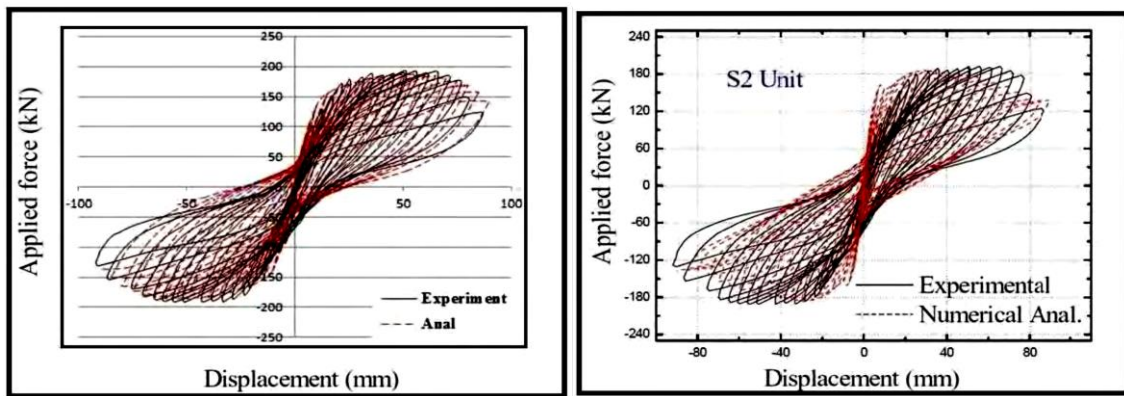 250
200
150
100
50
-100
-50
50
100
-150
-200
-250
Experiment
Anal
Applied force (kN)
Displacement (mm)
240
180
120
60
0
-60
-120
-180
-240
-80
-40
0
40
80
S2 Unit
Experimental
Numerical Anal.
Applied force (kN)
Displacement (mm)